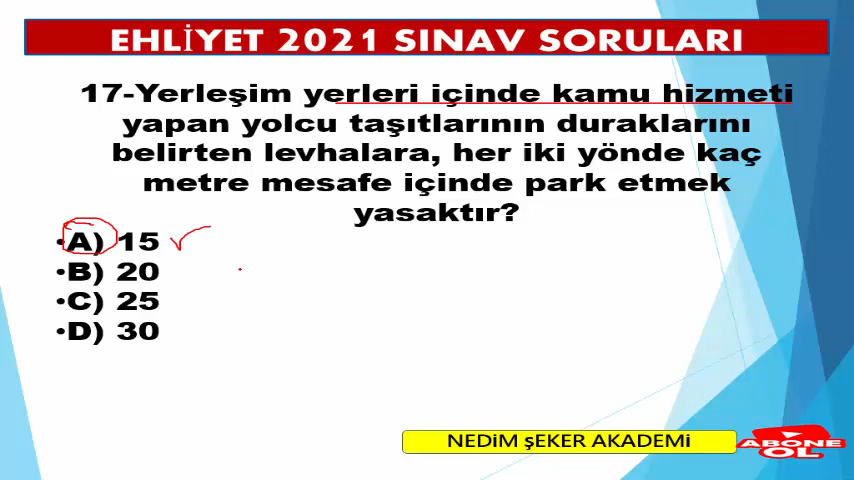 EHLİYET 2021 SINAV SORULARI
17-Yerleşim yerleri içinde kamu hizmeti
yapan yolcu taşıtlarının duraklarını
belirten levhalara, her iki yönde kaç
metre mesafe içinde park etmek
yasaktır?
•A) 15
•B) 20
•C) 25
•D) 30
NEDiM şEKER AKADEMi
ABONE
OL